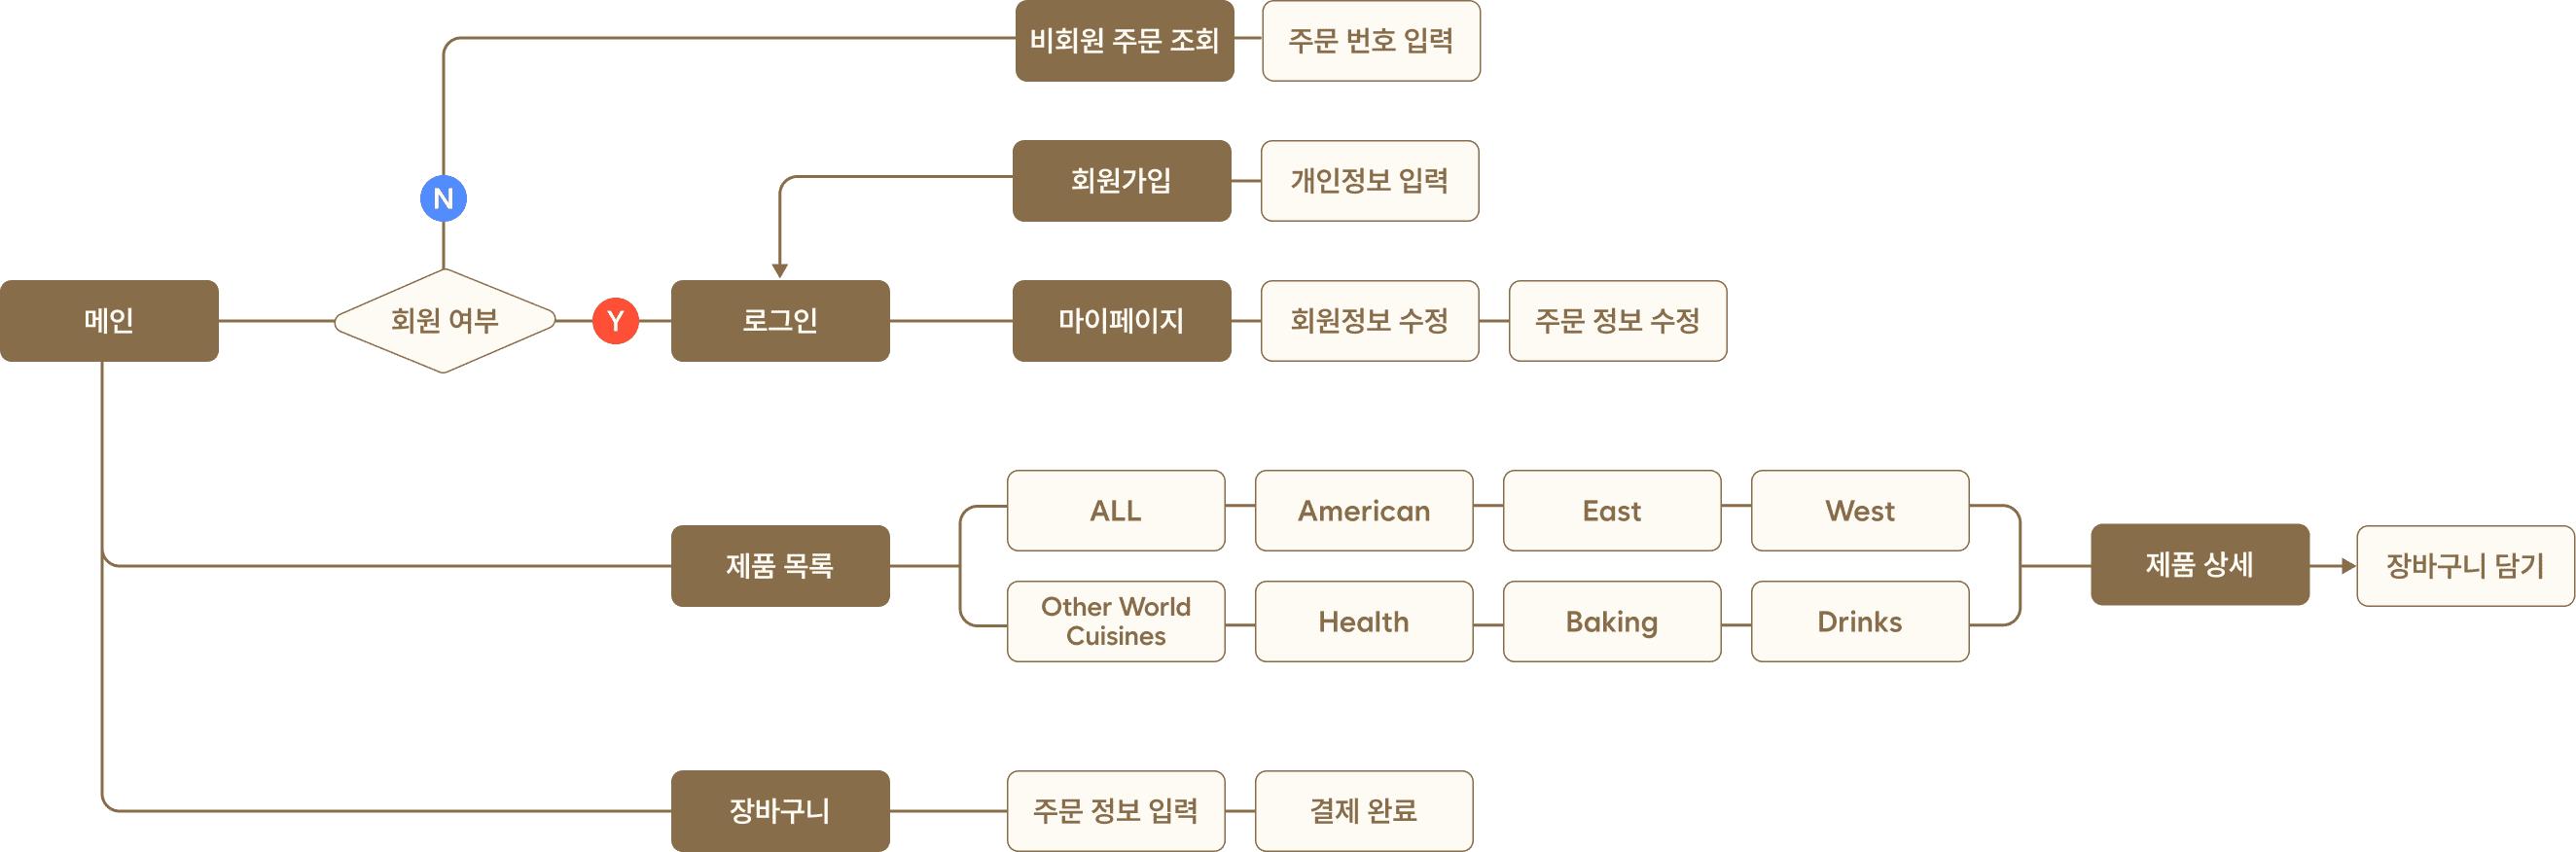 비회원 주문 조회
주문 번호 입력
N
회원가입
개인정보 입력
메인
회원 여부
Y
로그인
마이페이지
회원정보 수정
주문 정보 수정
ALL
American
East
West
제품 목록
제품 상세
장바구니 담기
Other World
Cuisines
Health
Baking
Drinks
장바구니
주문 정보 입력
결제 완료